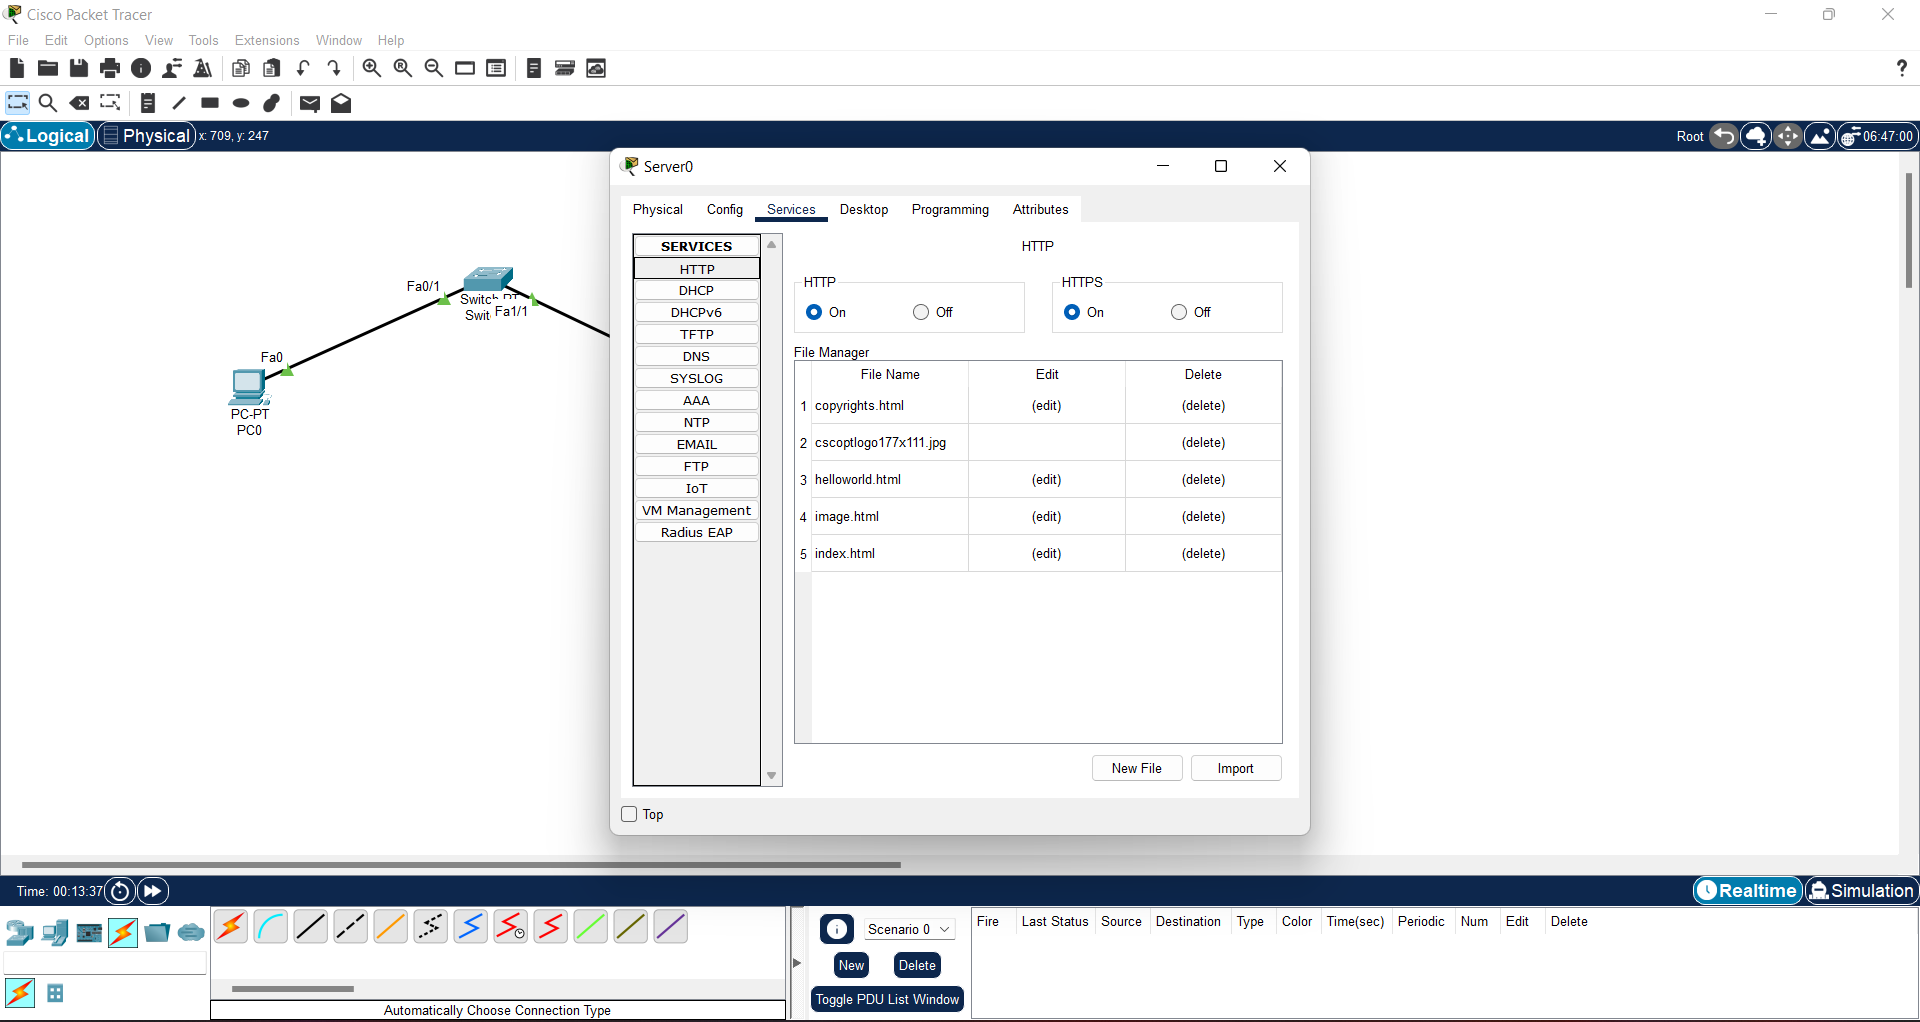 Cisco Packet Tracer
File Edit Options View Tools Extensions Window Help
Logical Physical x: 709, y: 247 Root 06:47:00
Server0
Physical Config Services Desktop Programming Attributes
SERVICES
HTTP
DHCP
DHCPv6
TFTP
DNS
SYSLOG
AAA
NTP
EMAIL
FTP
IoT
VM Management
Radius EAP
HTTP
HTTP HTTPS
On Off On Off
File Manager
File Name Edit Delete
1 copyrights.html (edit) (delete)
2 cscoptlogo177x111.jpg (delete)
3 helloworld.html (edit) (delete)
4 image.html (edit) (delete)
5 index.html (edit) (delete)
New File Import
Top
Fa0/1
Switch-PT
Swit Fa1/1
Fa0
PC-PT
PC0
Time: 00:13:37 Realtime Simulation
Scenario 0
New Delete
Toggle PDU List Window
Fire Last Status Source Destination Type Color Time(sec) Periodic Num Edit Delete
Automatically Choose Connection Type